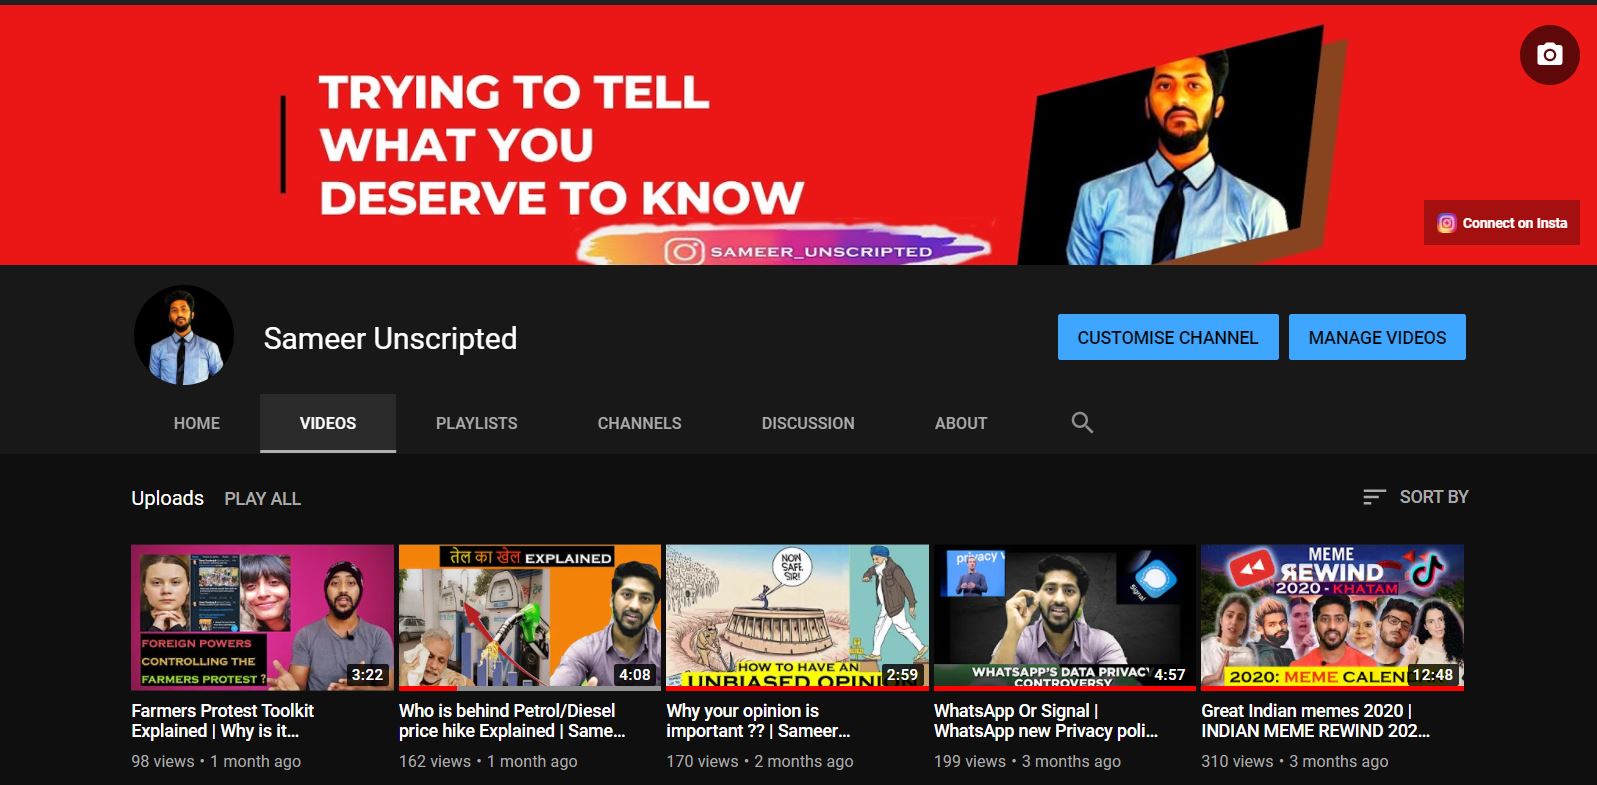 TRYING TO TELL
WHAT YOU
DESERVE TO KNOW
SAMEER_UNSCRIPTED
Connect on Insta
Sameer Unscripted
CUSTOMISE CHANNEL
MANAGE VIDEOS
HOME
VIDEOS
PLAYLISTS
CHANNELS
DISCUSSION
ABOUT
Uploads
PLAY ALL
SORT BY
FOREIGN POWERS
CONTROLLING THE
FARMERS PROTEST ?
3:22
Farmers Protest Toolkit
Explained | Why is it...
98 views • 1 month ago
तेल का खेल EXPLAINED
4:08
Who is behind Petrol/Diesel
price hike Explained | Same...
162 views • 1 month ago
NOW
SAFE,
SIR!
HOW TO HAVE AN
UNBIASED OPINI
2:59
Why your opinion is
important ?? | Sameer...
170 views • 2 months ago
privacy
Signal
WHATSAPP'S DATA PRIVACY
CONTROVERSY
4:57
WhatsApp Or Signal |
WhatsApp new Privacy poli...
199 views • 3 months ago
MEME
REWIND
2020 - KHATAM
2020: MEME CALEN
12:48
Great Indian memes 2020 |
INDIAN MEME REWIND 202...
310 views • 3 months ago